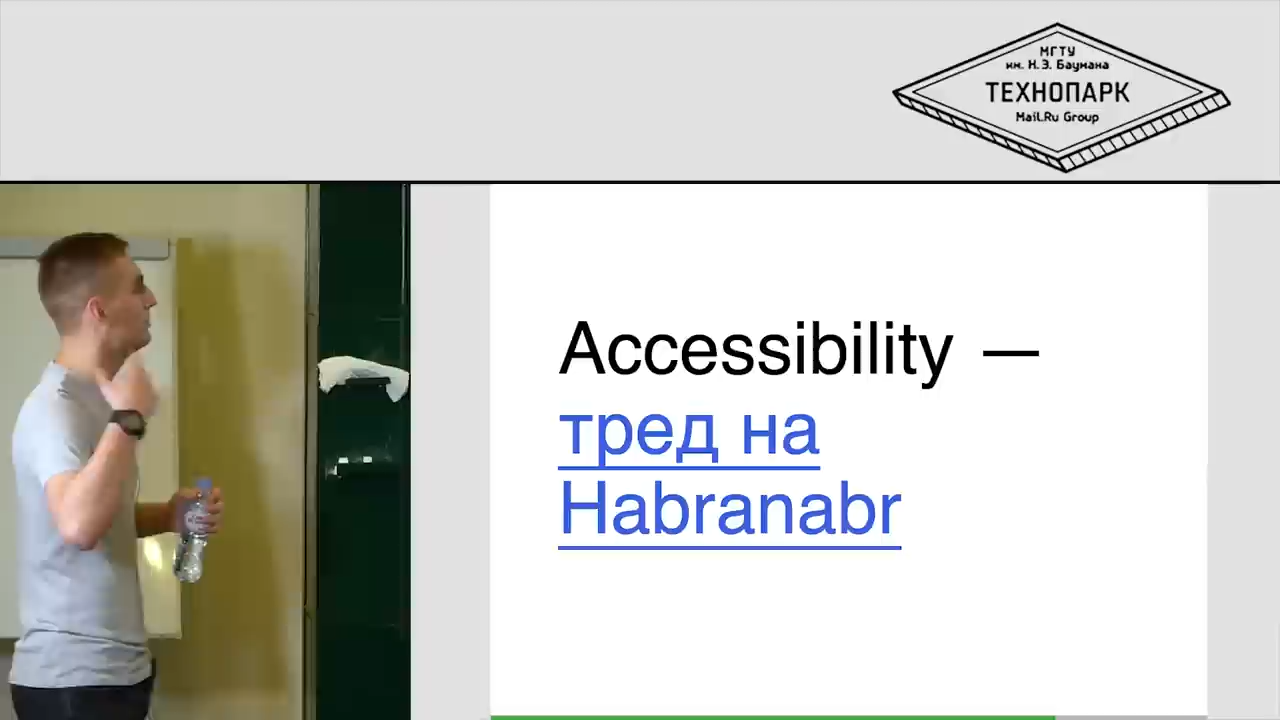 МГТУ
им. Н.Э. Баумана
ТЕХНОПАРК
Mail.Ru Group
Accessibility —
тред на
Habranabr